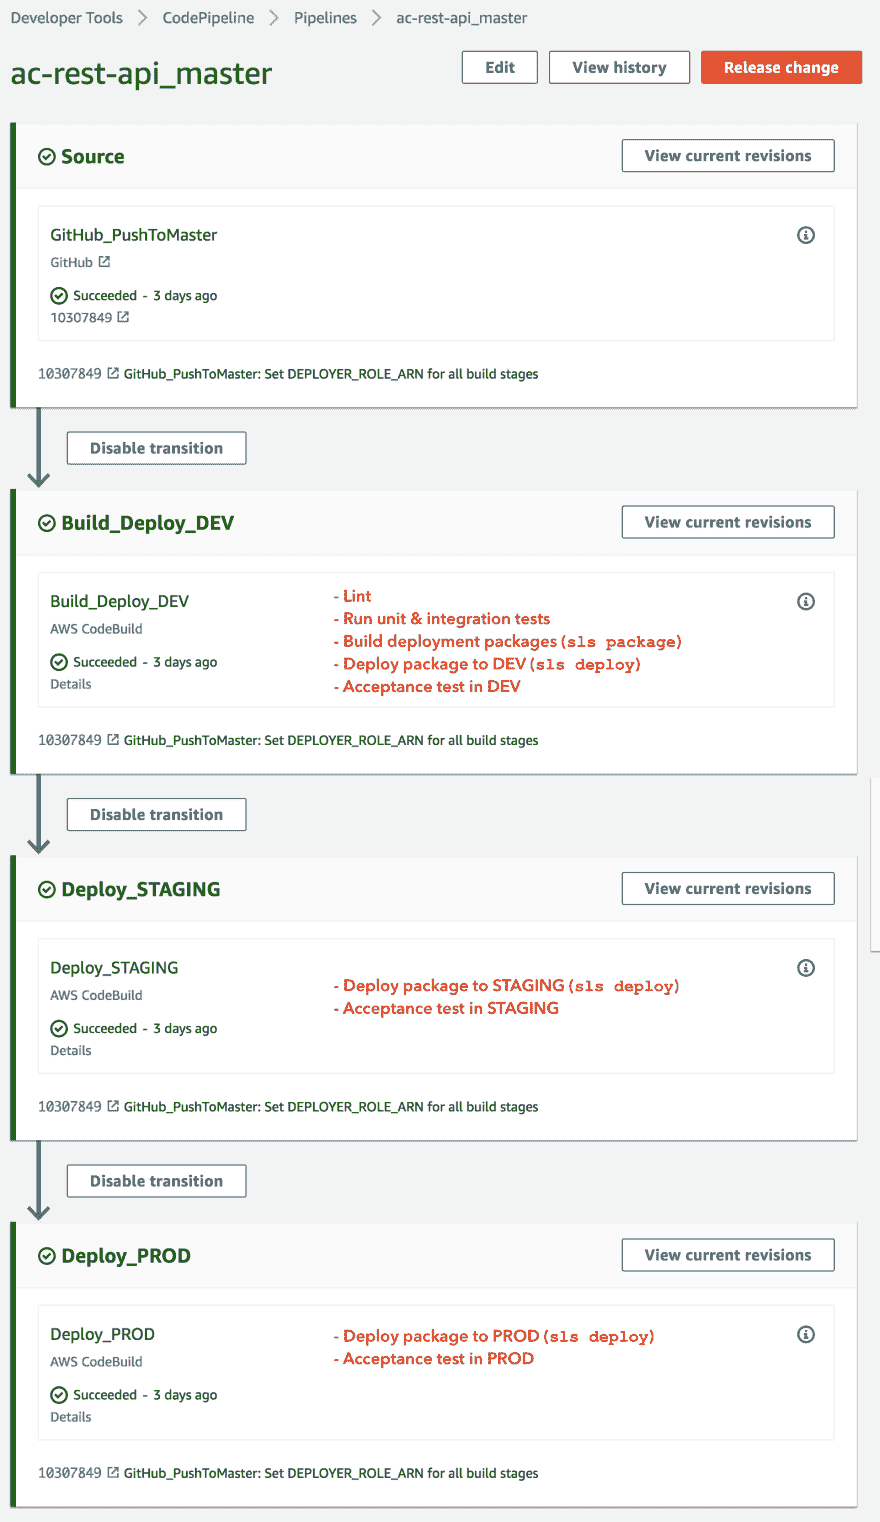 Developer Tools > CodePipeline > Pipelines > ac-rest-api_master
ac-rest-api_master
Edit
View history
Release change
Source
View current revisions
GitHub_PushToMaster
GitHub
Succeeded - 3 days ago
10307849
10307849 GitHub_PushToMaster: Set DEPLOYER_ROLE_ARN for all build stages
Disable transition
Build_Deploy_DEV
View current revisions
Build_Deploy_DEV
AWS CodeBuild
Succeeded - 3 days ago
Details
- Lint
- Run unit & integration tests
- Build deployment packages (sls package)
- Deploy package to DEV (sls deploy)
- Acceptance test in DEV
10307849 GitHub_PushToMaster: Set DEPLOYER_ROLE_ARN for all build stages
Disable transition
Deploy_STAGING
View current revisions
Deploy_STAGING
AWS CodeBuild
Succeeded - 3 days ago
Details
- Deploy package to STAGING (sls deploy)
- Acceptance test in STAGING
10307849 GitHub_PushToMaster: Set DEPLOYER_ROLE_ARN for all build stages
Disable transition
Deploy_PROD
View current revisions
Deploy_PROD
AWS CodeBuild
Succeeded - 3 days ago
Details
- Deploy package to PROD (sls deploy)
- Acceptance test in PROD
10307849 GitHub_PushToMaster: Set DEPLOYER_ROLE_ARN for all build stages